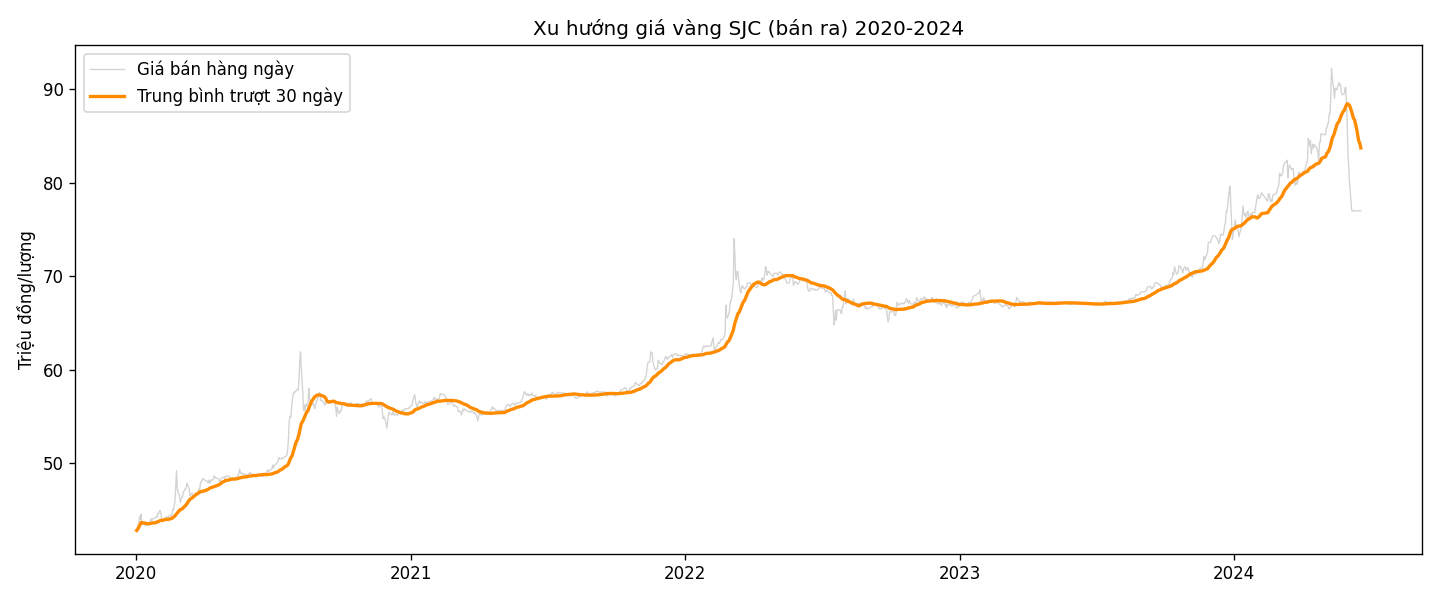 Xu hướng giá vàng SJC (bán ra) 2020-2024
Giá bán hàng ngày
Trung bình trượt 30 ngày
Triệu đồng/lượng
90
80
70
60
50
2020
2021
2022
2023
2024